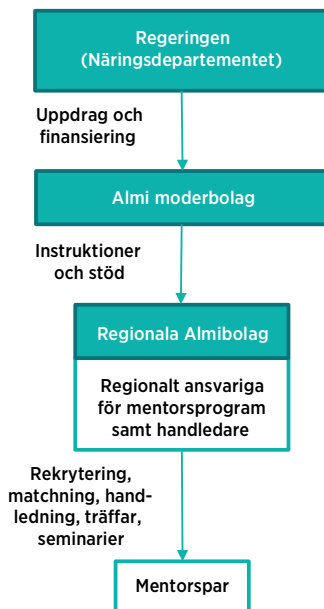 Regeringen
(Näringsdepartementet)
Uppdrag och
finansiering
Almi moderbolag
Instruktioner
och stöd
Regionala Almibolag
Regionalt ansvariga
för mentorsprogram
samt handledare
Rekrytering,
matchning, hand-
ledning, träffar,
seminarier
Mentorspar